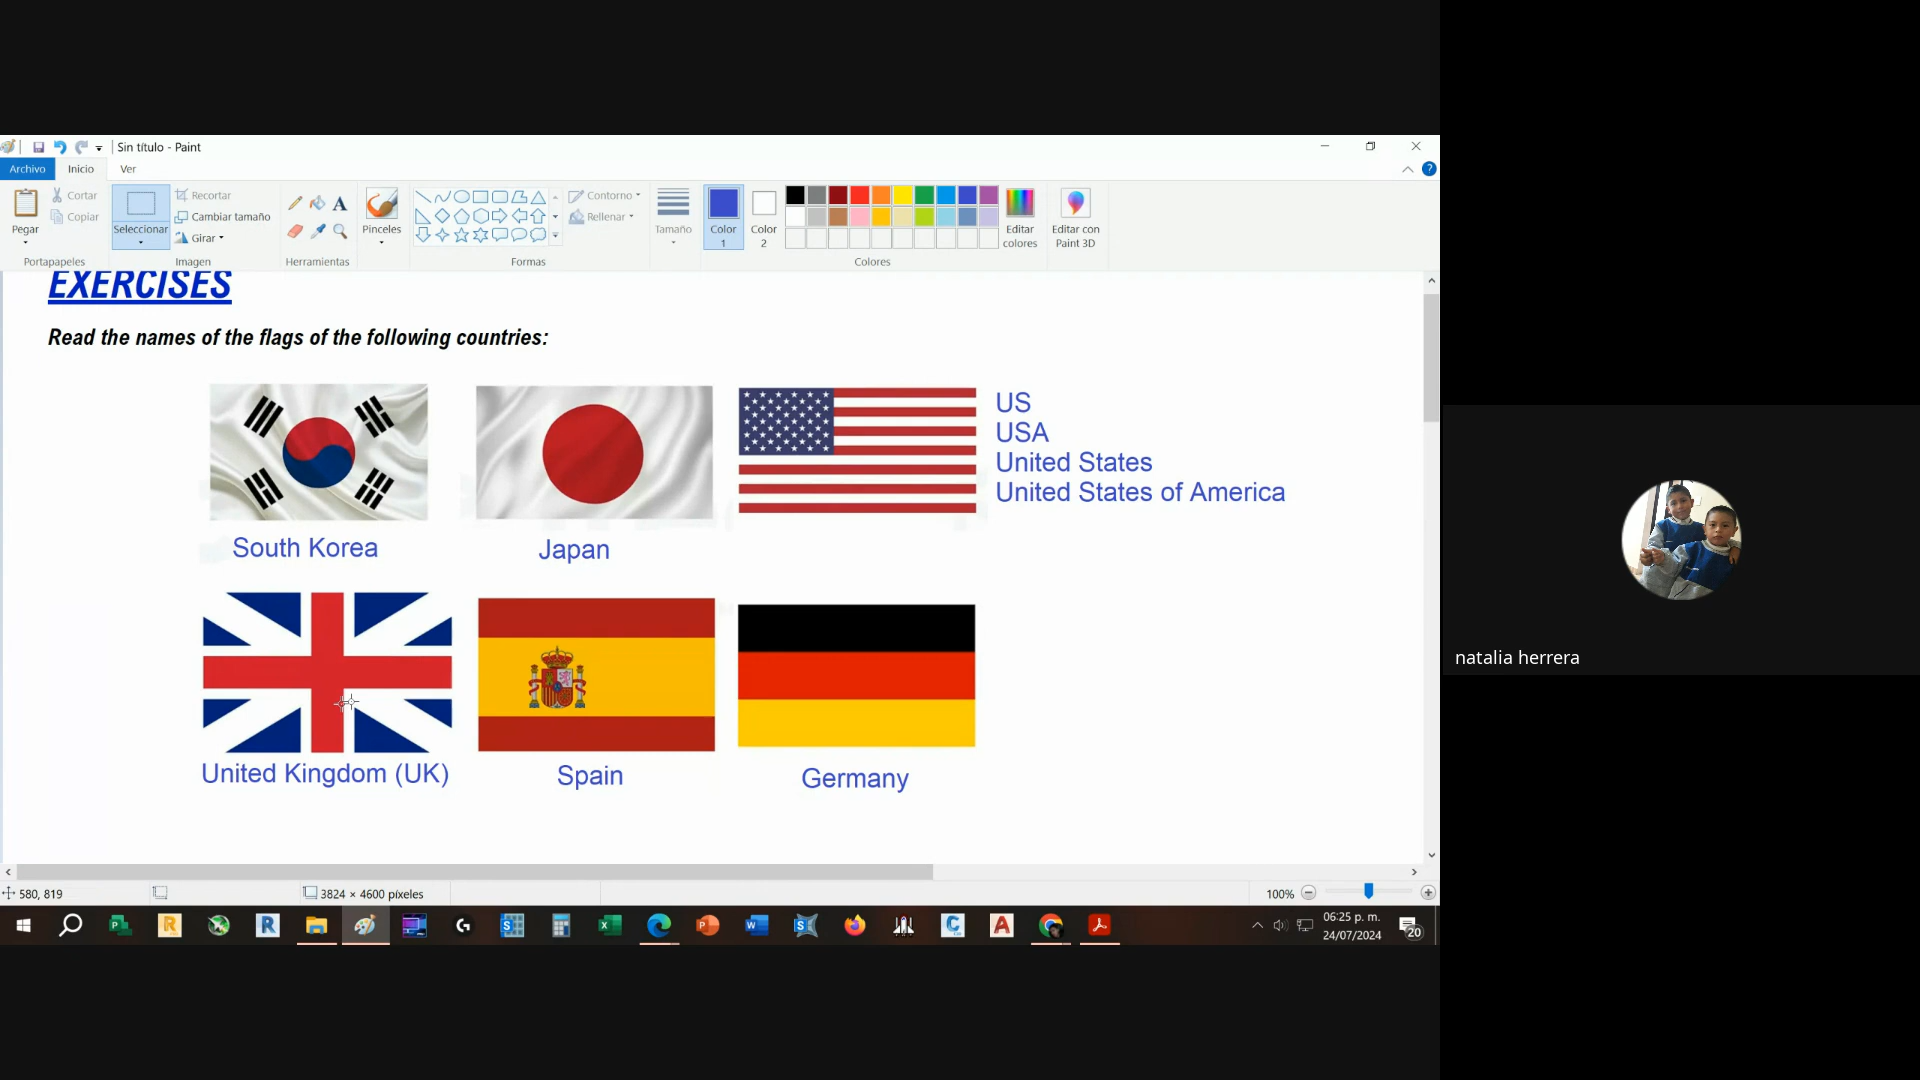 Sin título - Paint
Archivo Inicio Ver
Pegar
Cortar
Copiar
Portapapeles
Seleccionar
Recortar
Cambiar tamaño
Girar
Imagen
Herramientas
Pinceles
Contorno
Rellenar
Formas
Tamaño
Color 1
Color 2
Editar colores
Editar con Paint 3D
Colores
EXERCISES
Read the names of the flags of the following countries:
US
USA
United States
United States of America
South Korea
Japan
United Kingdom (UK)
Spain
Germany
natalia herrera
580, 819
3824 × 4600 píxeles
100%
06:25 p. m.
24/07/2024
20